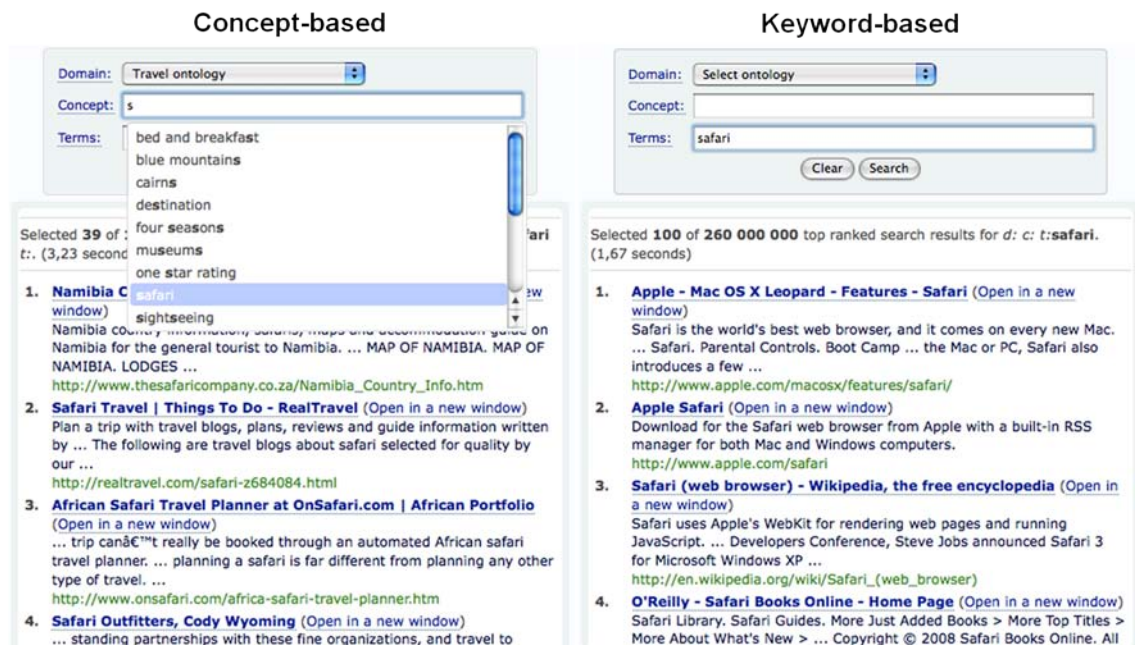 Concept-based
Domain: Travel ontology
Concept: s
Terms:
bed and breakfast
blue mountains
cairns
destination
four seasons
museums
one star rating
safari
sightseeing
Selected 39 of
ari
t:. (3,23 second
1. Namibia C
window)
Namibia country information, safaris, maps and accommodation guide on
Namibia for the general tourist to Namibia. ... MAP OF NAMIBIA. MAP OF
NAMIBIA. LODGES ...
http://www.thesafaricompany.co.za/Namibia_Country_Info.htm
2. Safari Travel | Things To Do - RealTravel (Open in a new window)
Plan a trip with travel blogs, plans, reviews and guide information written
by ... The following are travel blogs about safari selected for quality by
our ...
http://realtravel.com/safari-z684084.html
3. African Safari Travel Planner at OnSafari.com | African Portfolio
(Open in a new window)
... trip canâ€™t really be booked through an automated African safari
travel planner. ... planning a safari is far different from planning any other
type of travel. ...
http://www.onsafari.com/africa-safari-travel-planner.htm
4. Safari Outfitters, Cody Wyoming (Open in a new window)
... standing partnerships with these fine organizations, and travel to
Keyword-based
Domain: Select ontology
Concept:
Terms: safari
Clear Search
Selected 100 of 260 000 000 top ranked search results for d: c: t:safari.
(1,67 seconds)
1. Apple - Mac OS X Leopard - Features - Safari (Open in a new
window)
Safari is the world's best web browser, and it comes on every new Mac.
... Safari. Parental Controls. Boot Camp ... the Mac or PC, Safari also
introduces a few ...
http://www.apple.com/macosx/features/safari/
2. Apple Safari (Open in a new window)
Download for the Safari web browser from Apple with a built-in RSS
manager for both Mac and Windows computers.
http://www.apple.com/safari
3. Safari (web browser) - Wikipedia, the free encyclopedia (Open in
a new window)
Safari uses Apple's WebKit for rendering web pages and running
JavaScript. ... Developers Conference, Steve Jobs announced Safari 3
for Microsoft Windows XP ...
http://en.wikipedia.org/wiki/Safari_(web_browser)
4. O'Reilly - Safari Books Online - Home Page (Open in a new window)
Safari Library. Safari Guides. More Just Added Books > More Top Titles >
More About What's New > ... Copyright © 2008 Safari Books Online. All